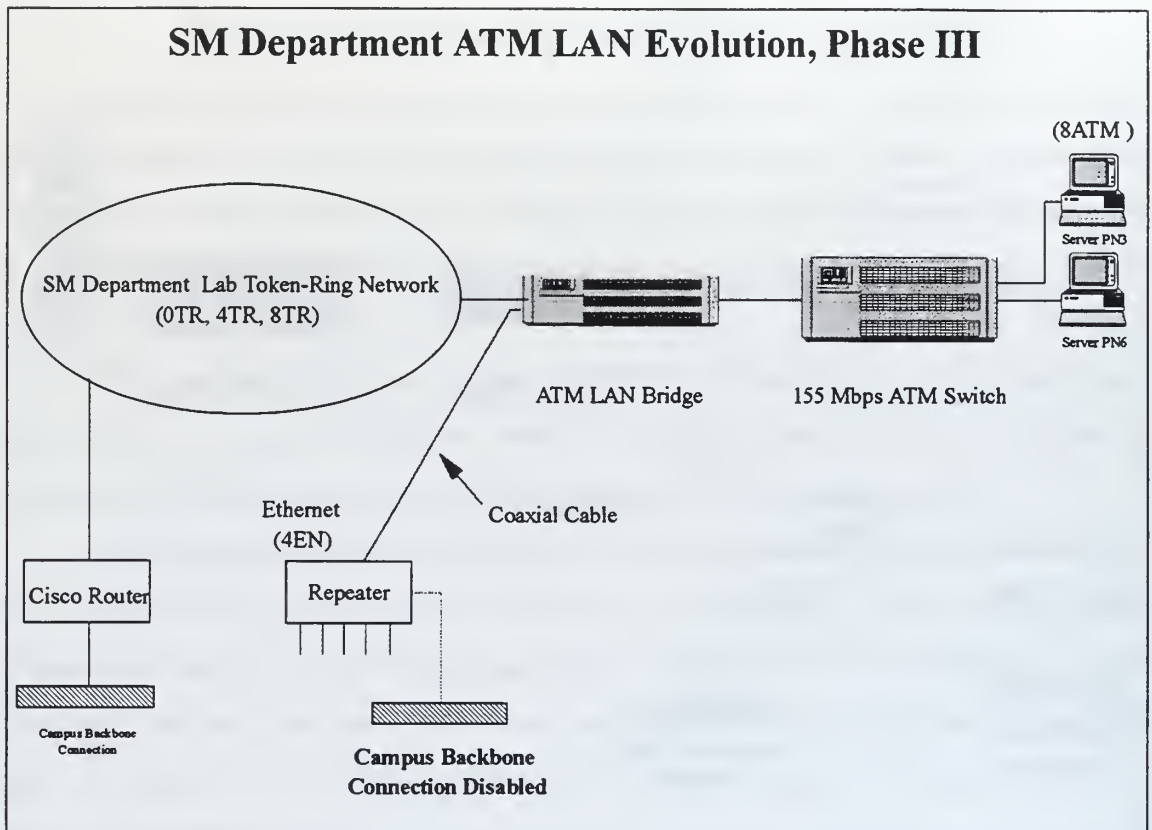 SM Department ATM LAN Evolution, Phase III
(8ATM )
Server PN3
SM Department Lab Token-Ring Network
(0TR, 4TR, 8TR)
Server PN6
ATM LAN Bridge
155 Mbps ATM Switch
Ethernet
(4EN)
Coaxial Cable
Cisco Router
Repeater
Campus Backbone
Connection
Campus Backbone
Connection Disabled